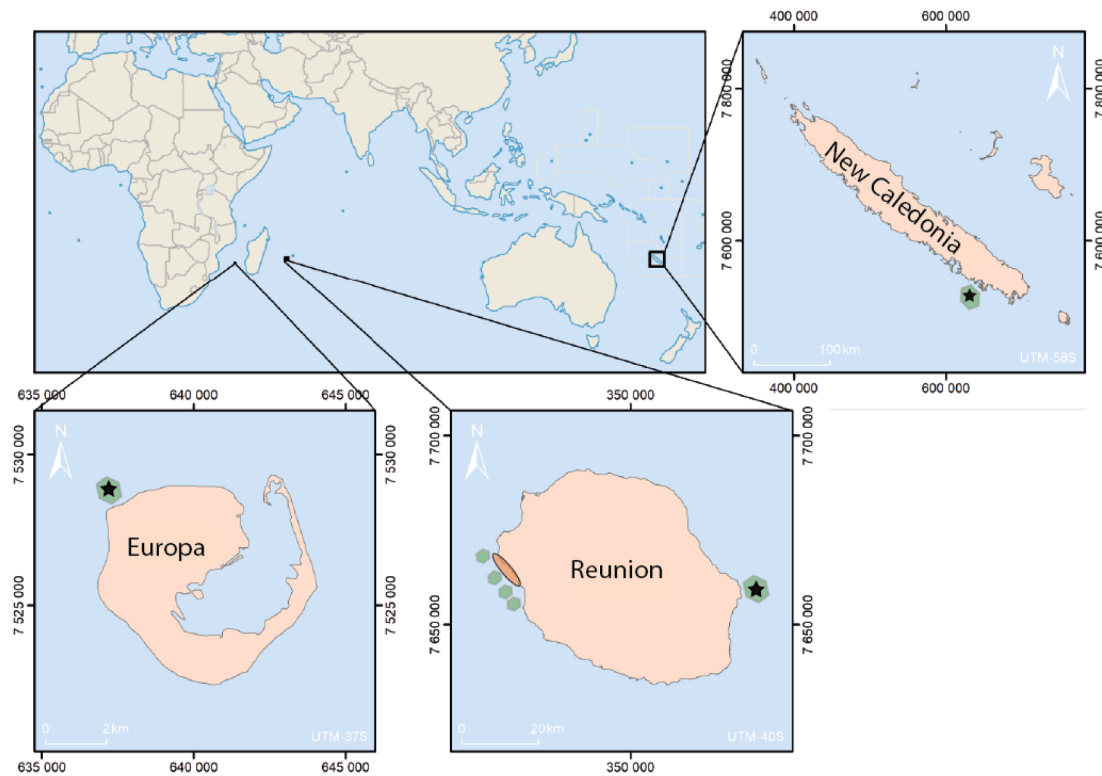 400 000
600 000
N
7 800 000
7 800 000
New Caledonia
7 600 000
7 600 000
0
100 km
UTM-58S
400 000
600 000
635 000
640 000
645 000
N
7 530 000
7 530 000
Europa
7 525 000
7 525 000
0
2 km
UTM-37S
635 000
640 000
645 000
350 000
N
7 700 000
7 700 000
Reunion
7 650 000
7 650 000
0
20 km
UTM-40S
350 000